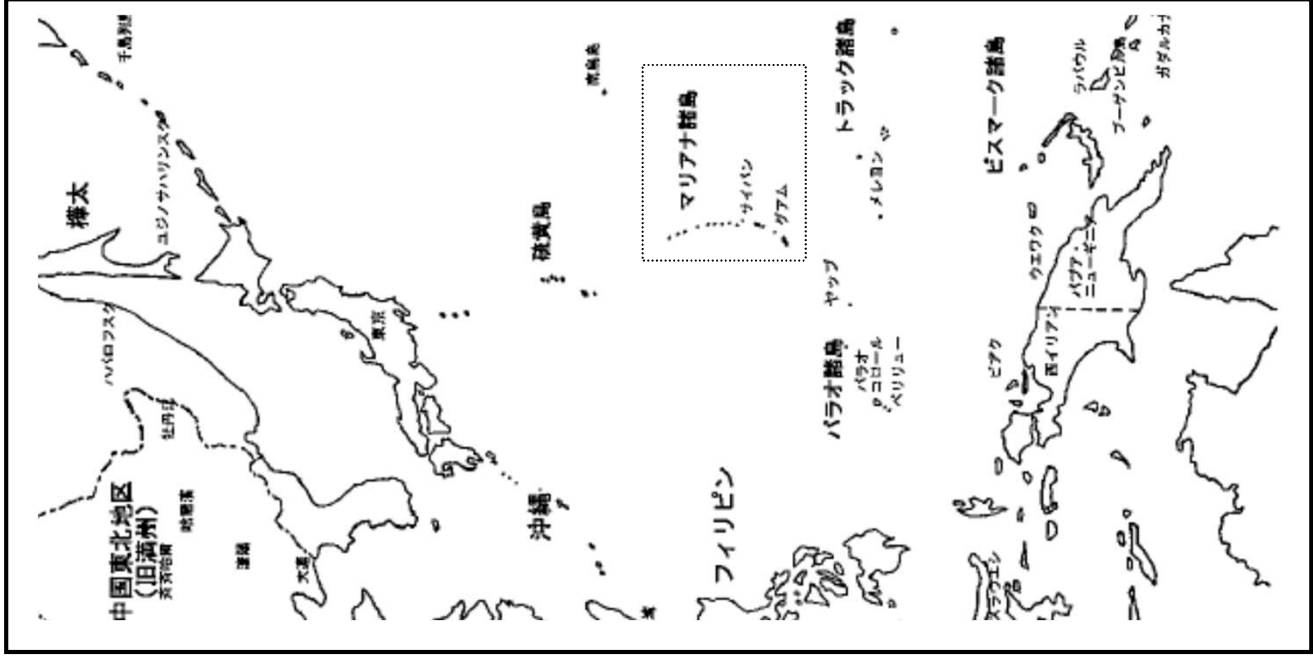 中国東北地区
(旧満州)
斉斉哈爾
哈爾濱
牡丹江
瀋陽
大連
ハバロフスク
樺太
ユジノサハリンスク
千島列島
東京
沖縄
硫黄島
南鳥島
マリアナ諸島
サイパン
グアム
フィリピン
トラック諸島
メレヨン
ヤップ
パラオ諸島
パラオ
コロール
ペリリュー
ビスマーク諸島
ラバウル
ブーゲンビル島
ガダルカナ
ウエワク
パプア・
ニューギニア
ビアク
西イリアン
スラウエシ